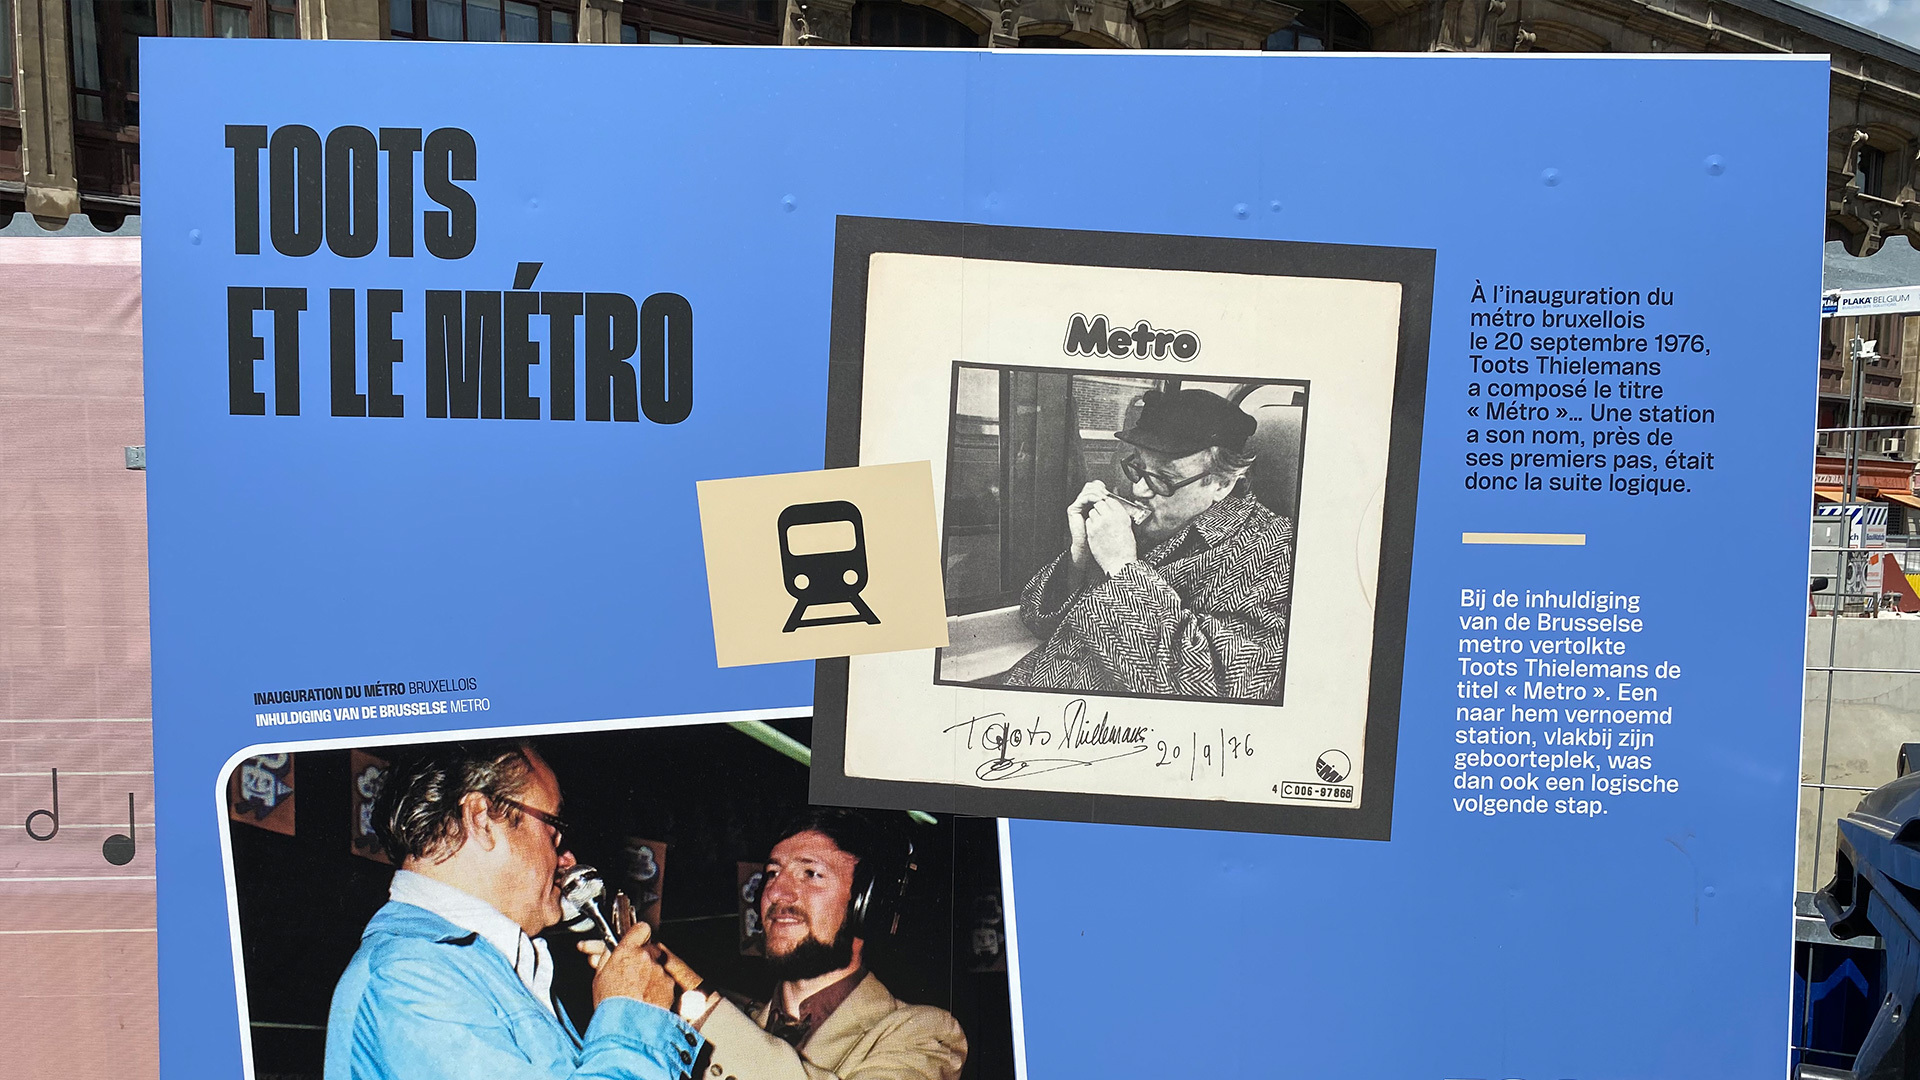 TOOTS
ET LE MÉTRO
INAUGURATION DU MÉTRO BRUXELLOIS
INHULDIGING VAN DE BRUSSELSE METRO
Metro
Toots Thielemans 20/9/76
EMI
4 C 006-97866
À l’inauguration du
métro bruxellois
le 20 septembre 1976,
Toots Thielemans
a composé le titre
« Métro »... Une station
a son nom, près de
ses premiers pas, était
donc la suite logique.
Bij de inhuldiging
van de Brusselse
metro vertolkte
Toots Thielemans de
titel « Metro ». Een
naar hem vernoemd
station, vlakbij zijn
geboorteplek, was
dan ook een logische
volgende stap.
PLAKA BELGIUM